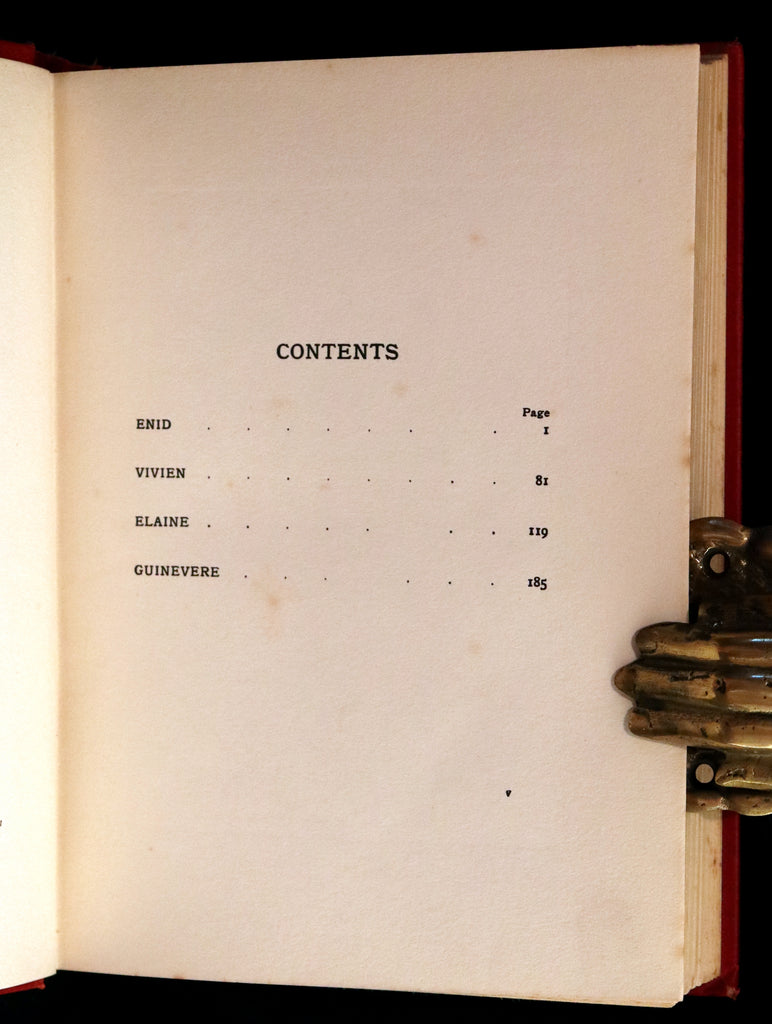 CONTENTS
Page
ENID . . . . . . . 1
VIVIEN . . . . . . . . 81
ELAINE . . . . . . . 119
GUINEVERE . . . . . . 185
v